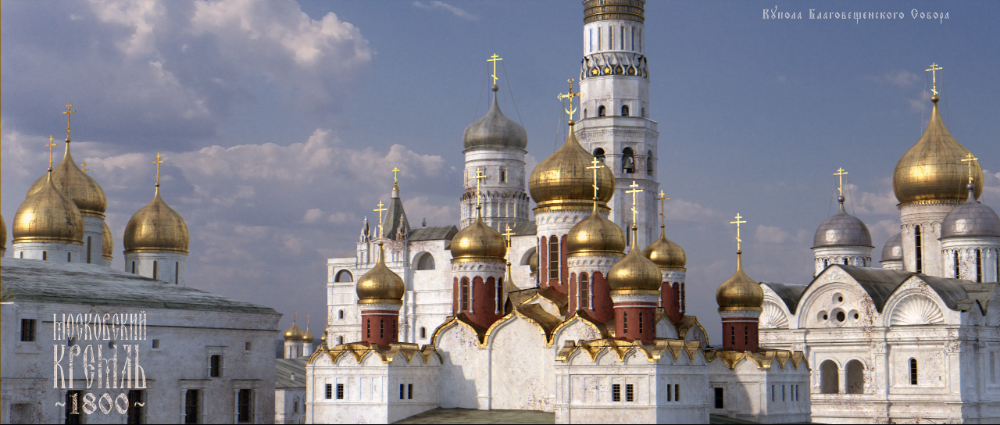 Купола Благовещенского Собора
МОСКОВСКИЙ
КРЕМЛЬ
~1800~